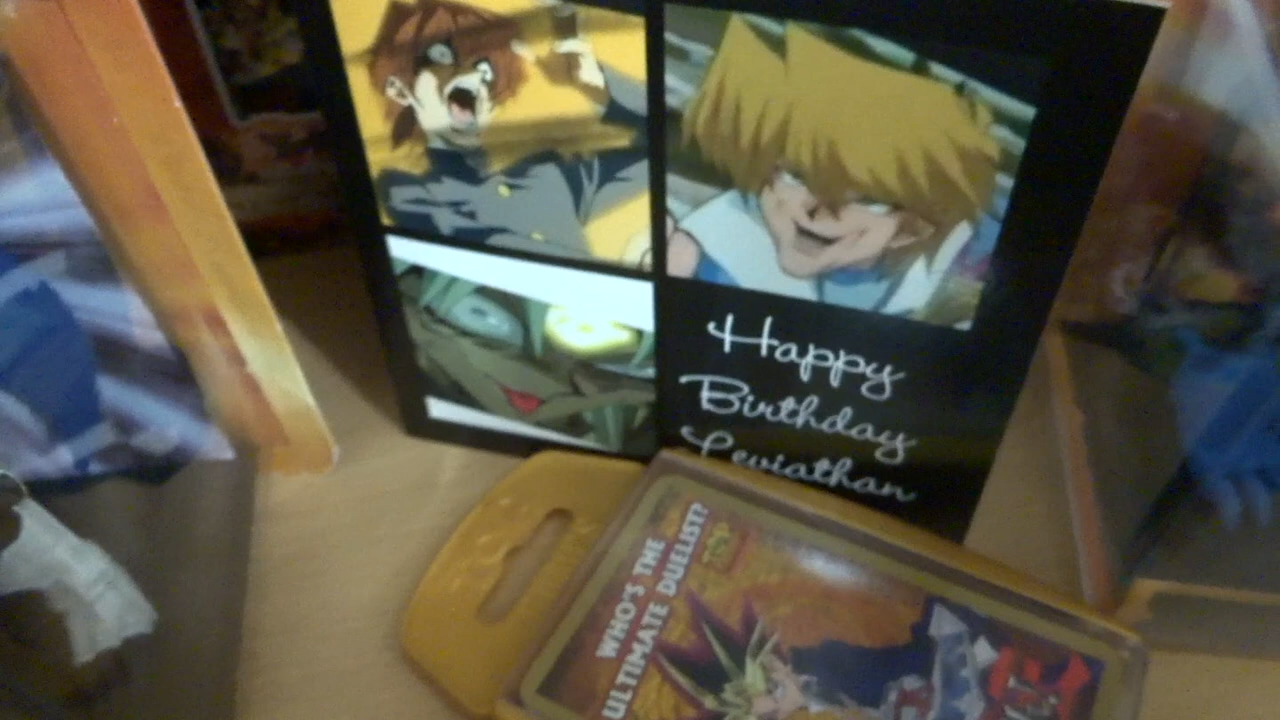 Happy
Birthday
Leviathan
WHO'S THE
ULTIMATE DUELIST?